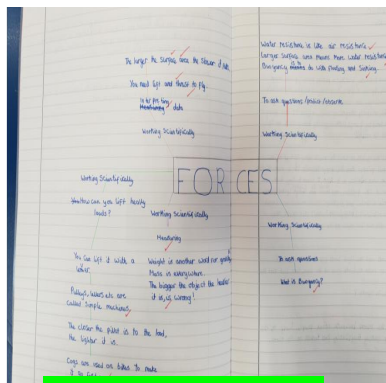 The larger the surface area the slower it
You need lift and thrust to fly.
data
Working Scientifically
Water resistance is like air resistance.
Larger surface area means more water resistance
Buoyancy to do with floating and sinking.
To ask questions
Working Scientifically
FORCES
Working Scientifically
How can you lift heavy
loads?
Working Scientifically
Measuring
You can lift it with a
lever.
Pulleys, levers etc are
called simple machines
The closer the pivot is to the load,
the lighter it is.
Weight is another word for gravity
Mass is everywhere.
The bigger the object the heavier
it is, is wrong!
Working Scientifically
To ask questions
What is Buoyancy?
Cogs are used on bikes to make